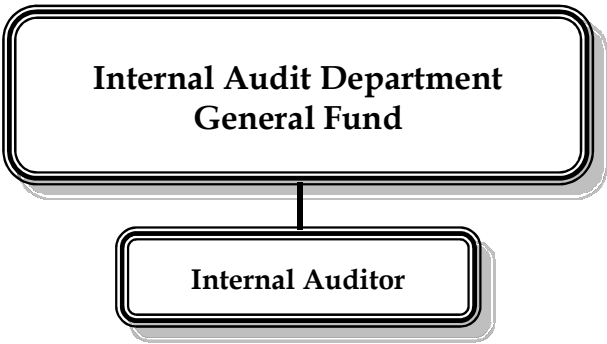 Internal Audit Department
General Fund
Internal Auditor